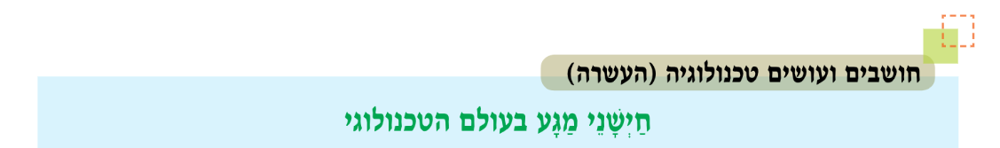 חושבים ועושים טכנולוגיה (העשרה)
חַיְשָׁנֵי מַגָע בעולם הטכנולוגי